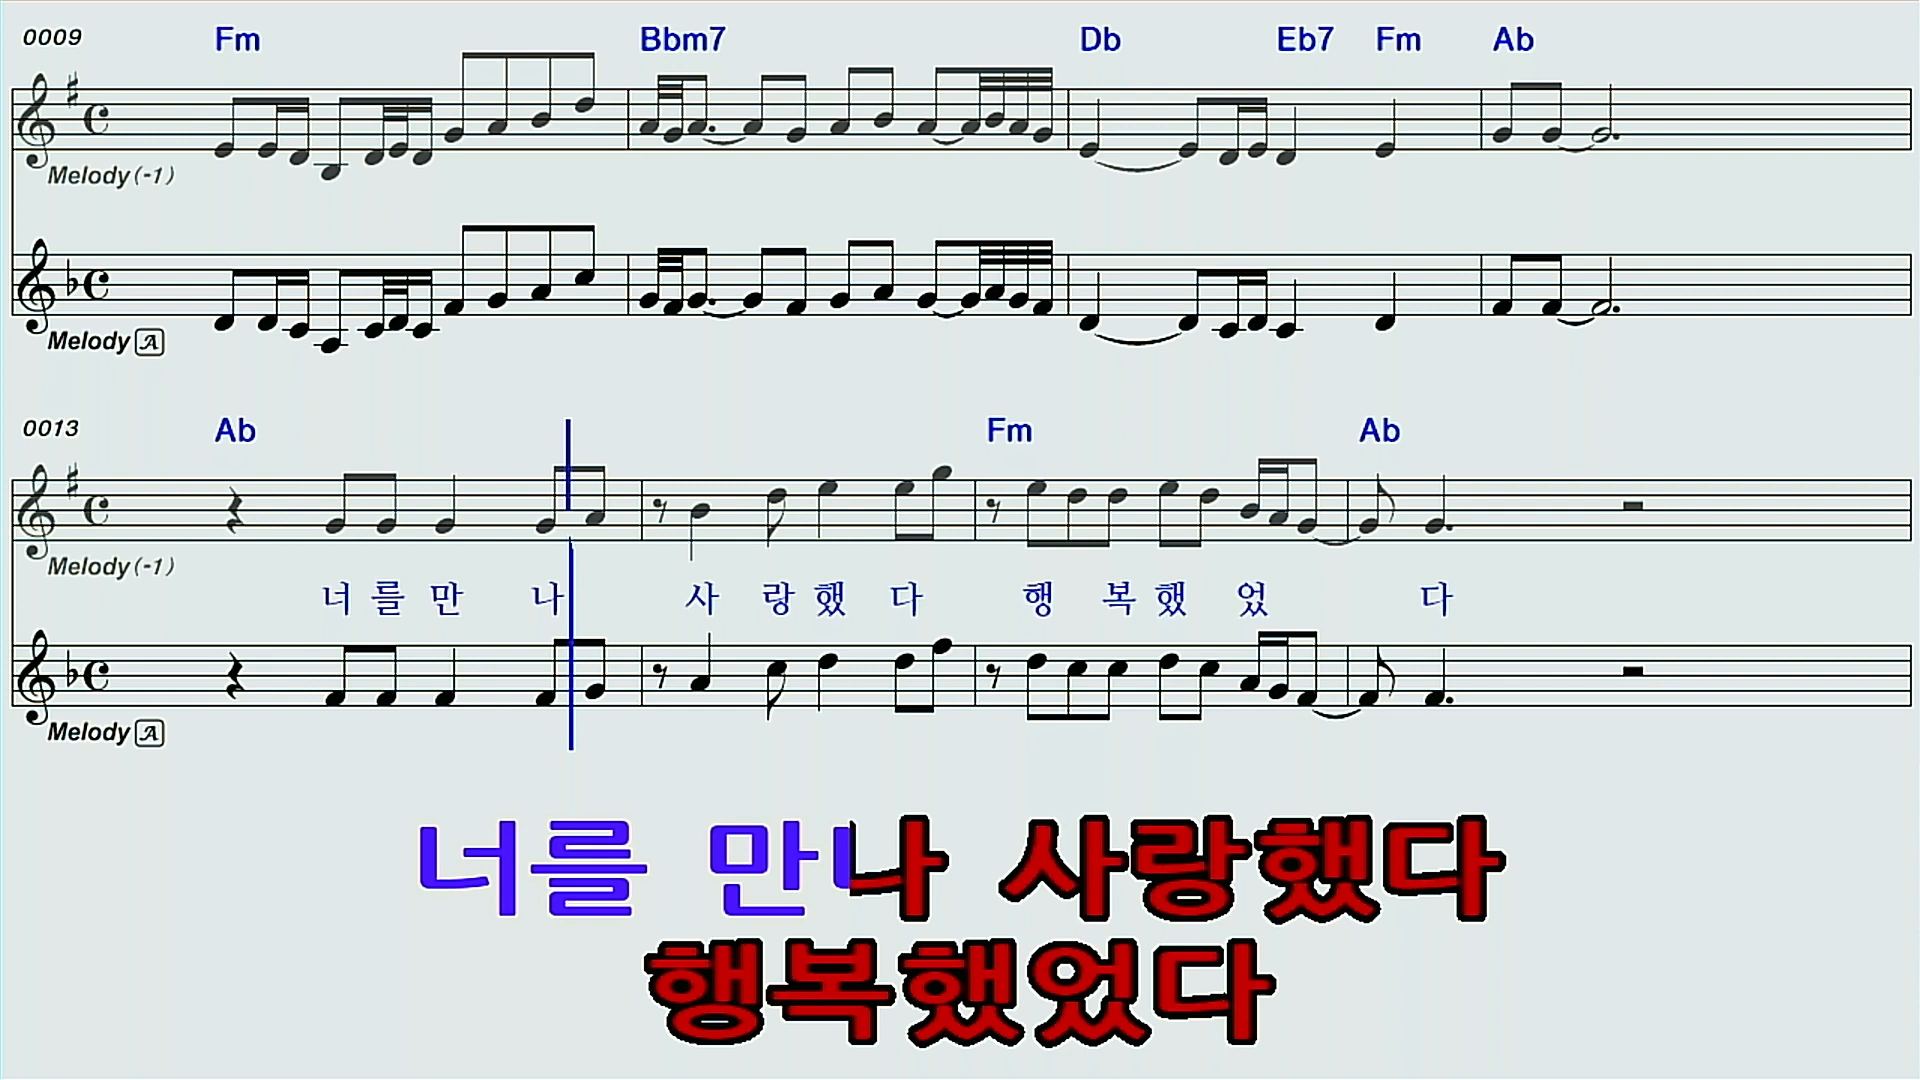 0009 Fm Bbm7 Db Eb7 Fm Ab
Melody(-1)
Melody A
0013 Ab Fm Ab
Melody(-1)
너 를 만 나 사 랑 했 다 행 복 했 었 다
Melody A
너를 만나 사랑했다
행복했었다